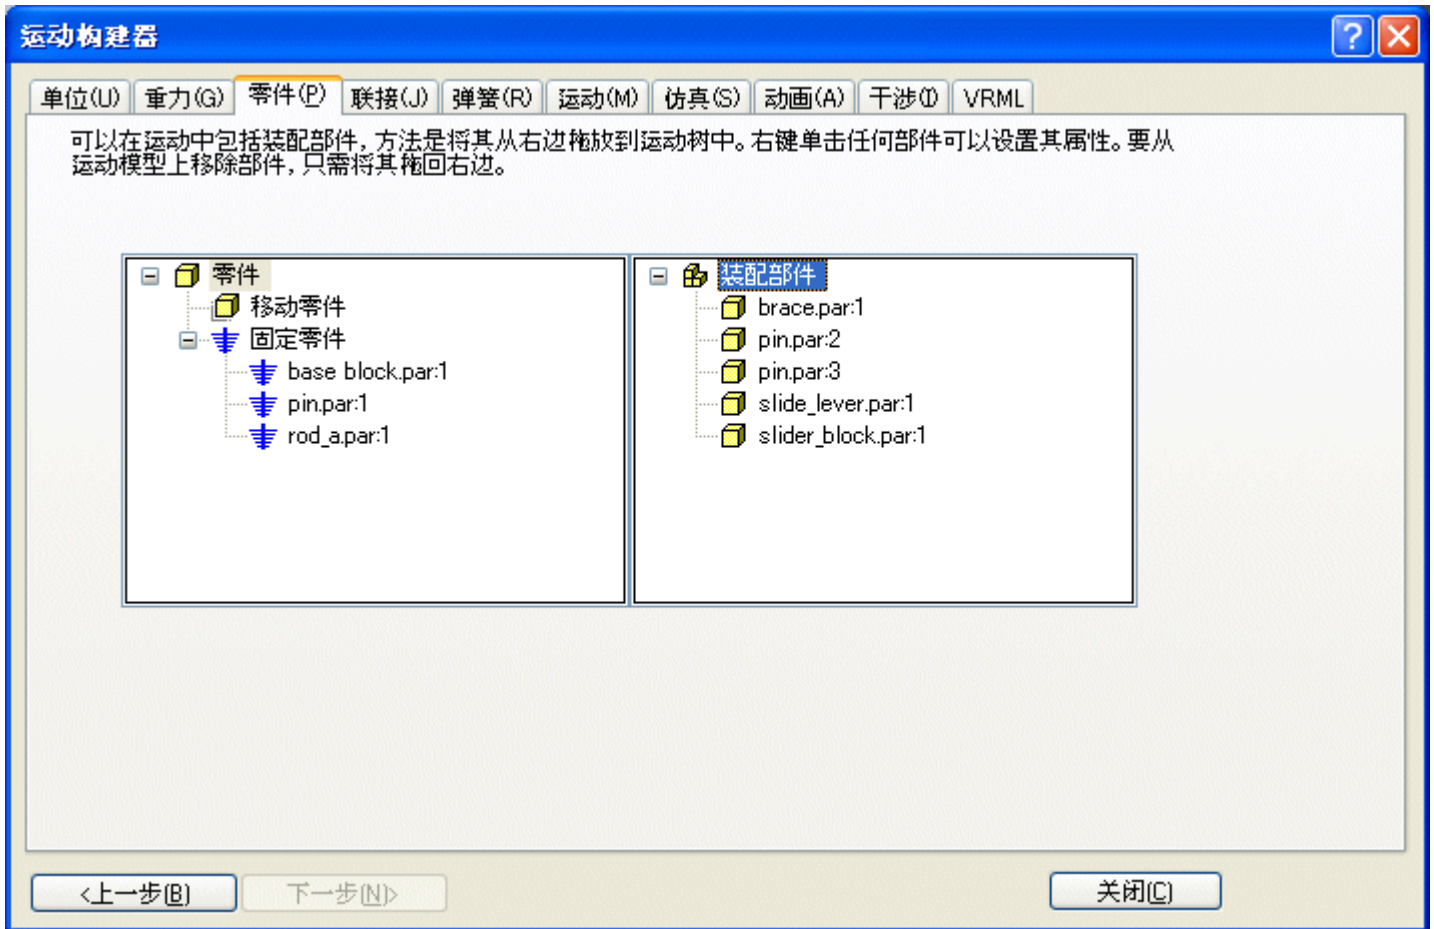 运动构建器
单位(U) 重力(G) 零件(P) 联接(J) 弹簧(R) 运动(M) 仿真(S) 动画(A) 干涉(I) VRML
可以在运动中包括装配部件,方法是将其从右边拖放到运动树中。右键单击任何部件可以设置其属性。要从
运动模型上移除部件,只需将其拖回右边。
零件
移动零件
固定零件
base block.par:1
pin.par:1
rod_a.par:1
装配部件
brace.par:1
pin.par:2
pin.par:3
slide_lever.par:1
slider_block.par:1
<上一步(B) 下一步(N)> 关闭(C)